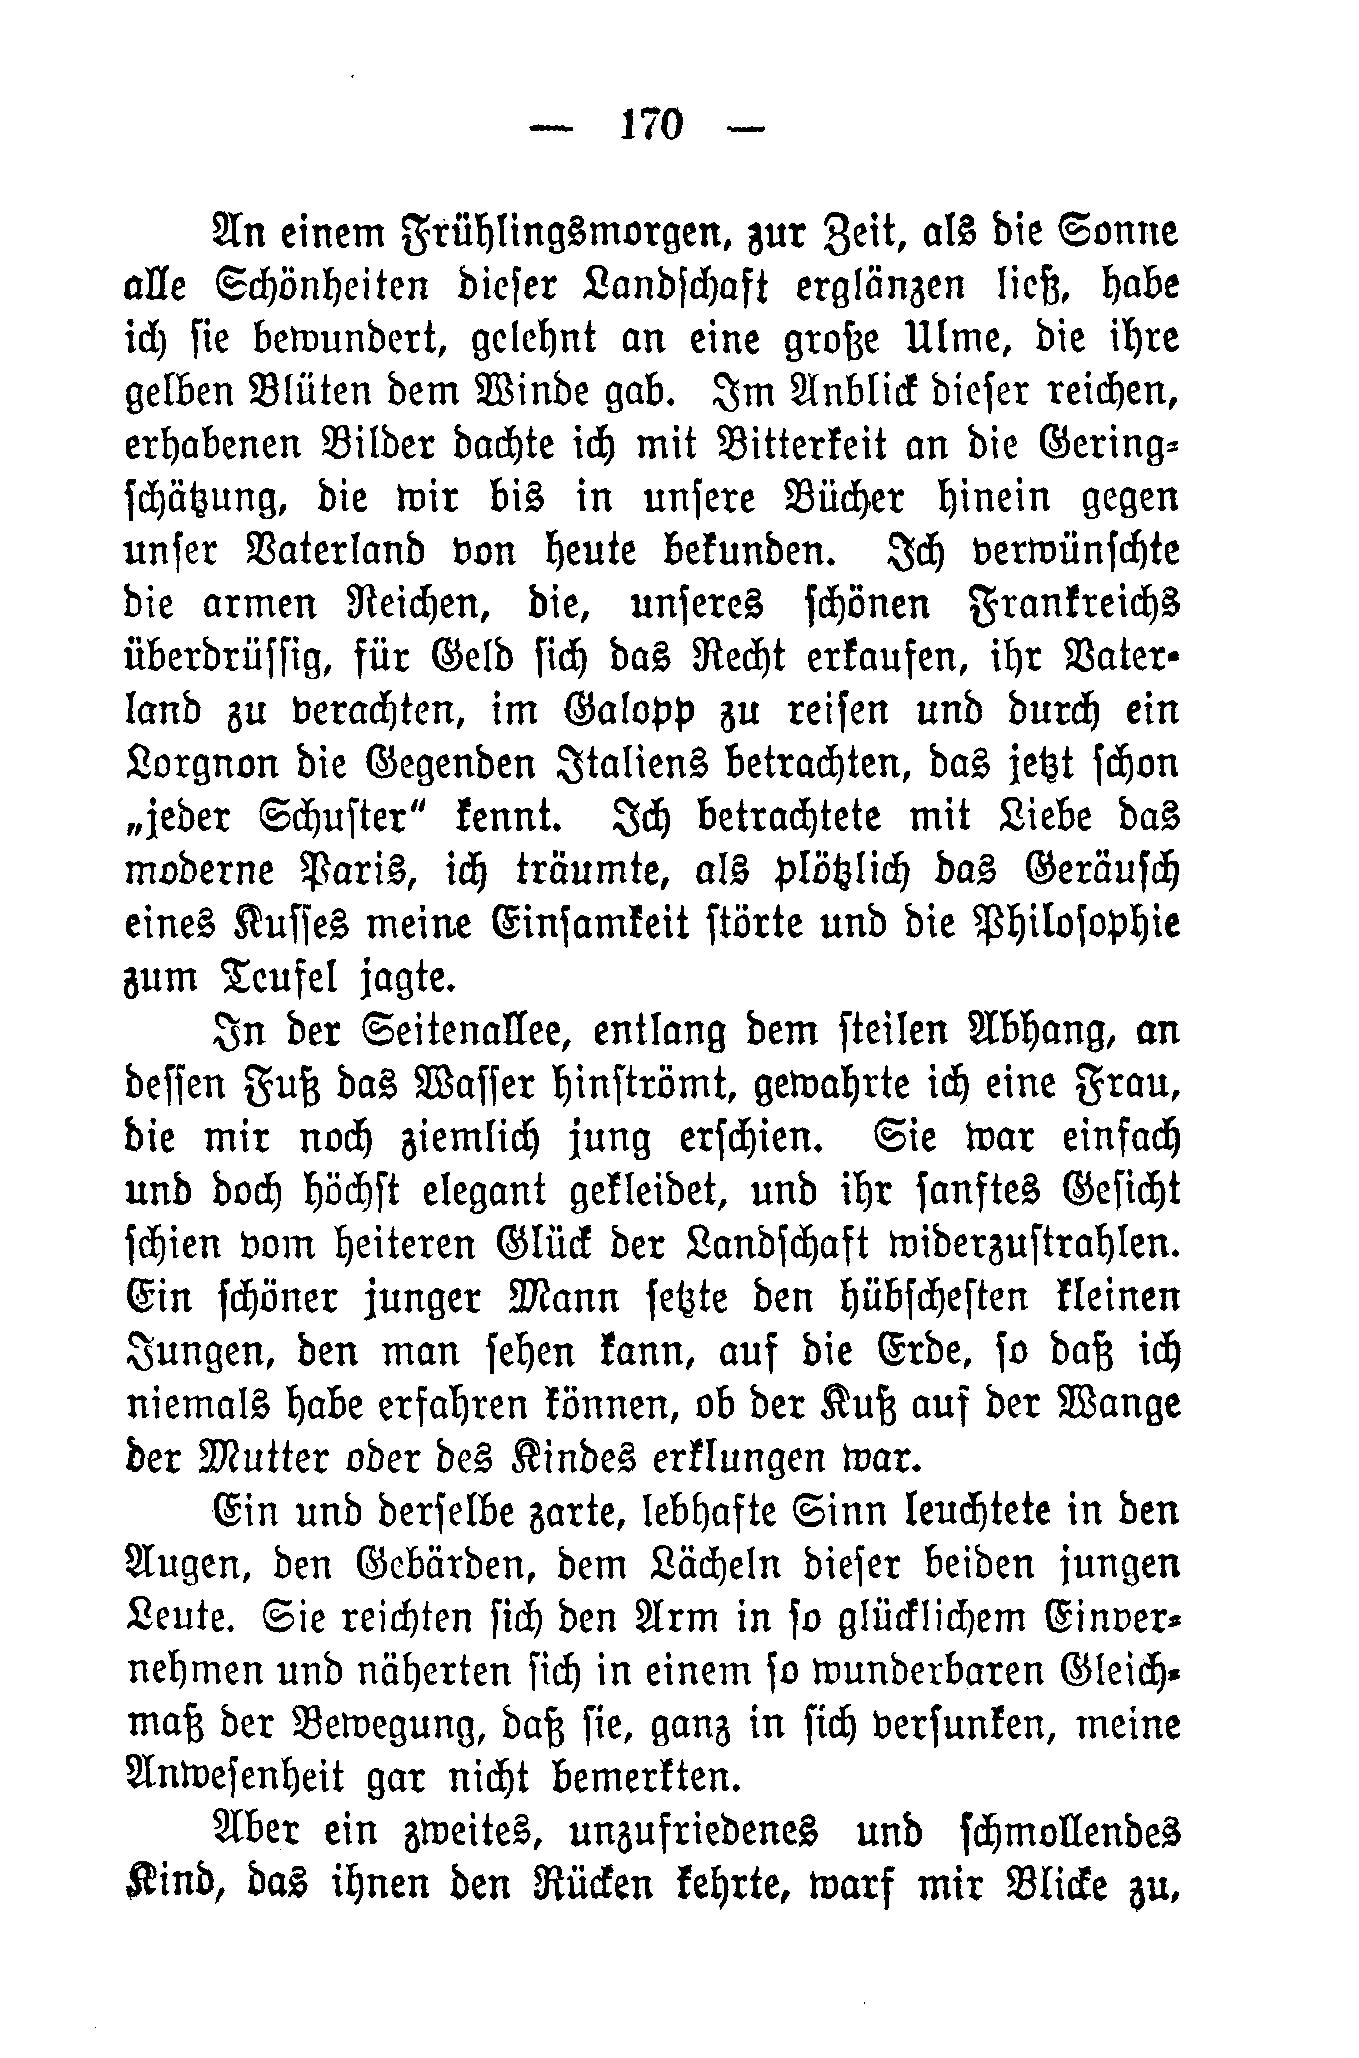 — 170 —
An einem Frühlingsmorgen, zur Zeit, als die Sonne
alle Schönheiten dieser Landschaft erglänzen ließ, habe
ich sie bewundert, gelehnt an eine große Ulme, die ihre
gelben Blüten dem Winde gab. Im Anblick dieser reichen,
erhabenen Bilder dachte ich mit Bitterkeit an die Gering-
schätzung, die wir bis in unsere Bücher hinein gegen
unser Vaterland von heute bekunden. Ich verwünschte
die armen Reichen, die, unseres schönen Frankreichs
überdrüssig, für Geld sich das Recht erkaufen, ihr Vater-
land zu verachten, im Galopp zu reisen und durch ein
Lorgnon die Gegenden Italiens betrachten, das jetzt schon
„jeder Schuster“ kennt. Ich betrachtete mit Liebe das
moderne Paris, ich träumte, als plötzlich das Geräusch
eines Kusses meine Einsamkeit störte und die Philosophie
zum Teufel jagte.
In der Seitenallee, entlang dem steilen Abhang, an
dessen Fuß das Wasser hinströmt, gewahrte ich eine Frau,
die mir noch ziemlich jung erschien. Sie war einfach
und doch höchst elegant gekleidet, und ihr sanftes Gesicht
schien vom heiteren Glück der Landschaft widerzustrahlen.
Ein schöner junger Mann setzte den hübschesten kleinen
Jungen, den man sehen kann, auf die Erde, so daß ich
niemals habe erfahren können, ob der Kuß auf der Wange
der Mutter oder des Kindes erklungen war.
Ein und derselbe zarte, lebhafte Sinn leuchtete in den
Augen, den Gebärden, dem Lächeln dieser beiden jungen
Leute. Sie reichten sich den Arm in so glücklichem Einver-
nehmen und näherten sich in einem so wunderbaren Gleich-
maß der Bewegung, daß sie, ganz in sich versunken, meine
Anwesenheit gar nicht bemerkten.
Aber ein zweites, unzufriedenes und schmollendes
Kind, das ihnen den Rücken kehrte, warf mir Blicke zu,